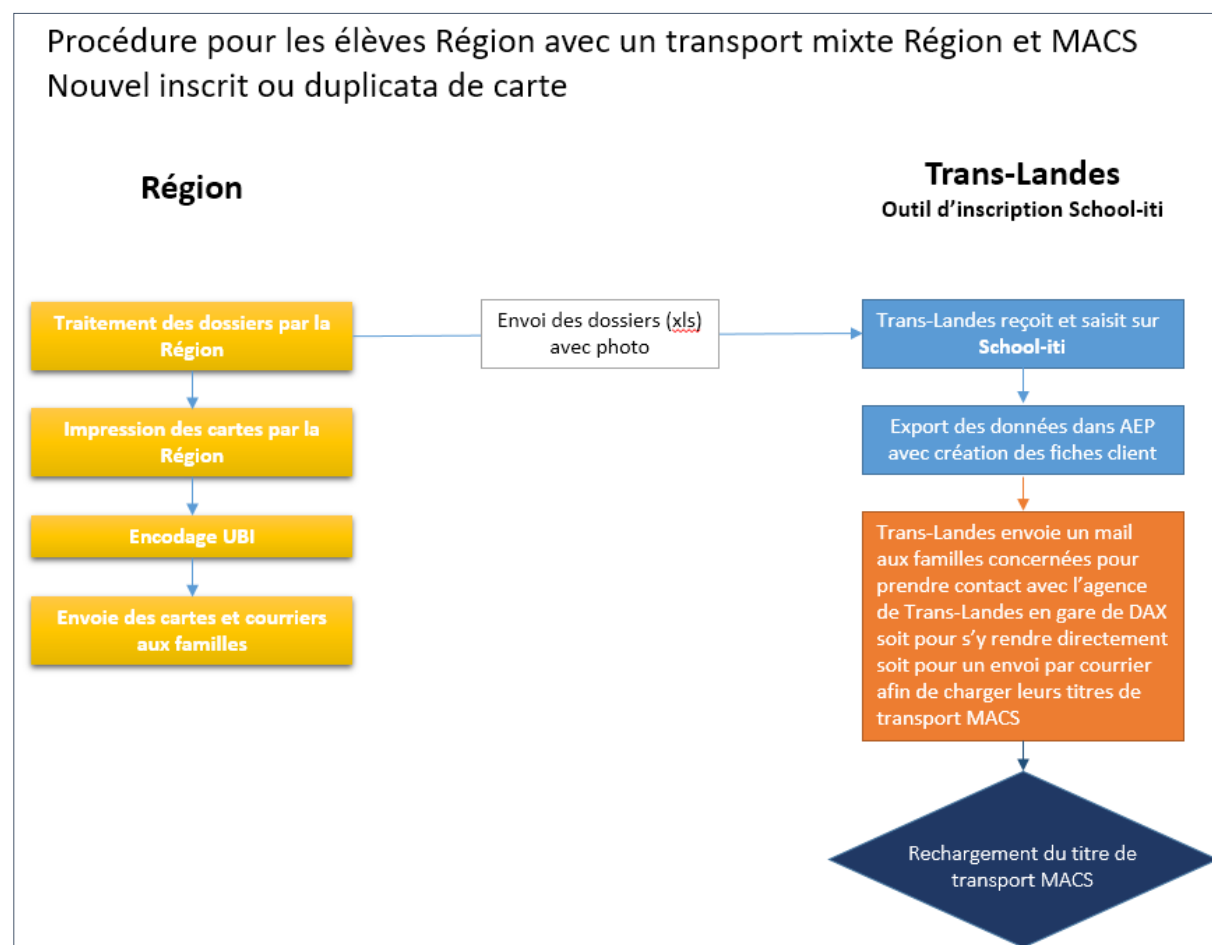 Procédure pour les élèves Région avec un transport mixte Région et MACS
Nouvel inscrit ou duplicata de carte
Région
Trans-Landes
Outil d’inscription School-iti
Traitement des dossiers par la
Région
Envoi des dossiers (xls)
avec photo
Trans-Landes reçoit et saisit sur
School-iti
Impression des cartes par la
Région
Export des données dans AEP
avec création des fiches client
Encodage UBI
Envoie des cartes et courriers
aux familles
Trans-Landes envoie un mail
aux familles concernées pour
prendre contact avec l’agence
de Trans-Landes en gare de DAX
soit pour s’y rendre directement
soit pour un envoi par courrier
afin de charger leurs titres de
transport MACS
Rechargement du titre de
transport MACS